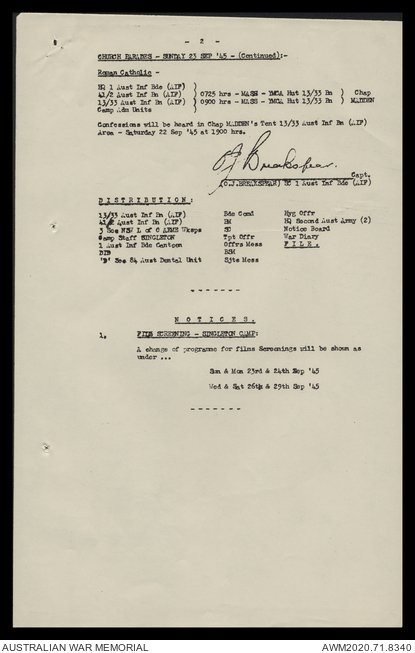 - 2 -
CHURCH PARADES - SUNDAY 23 SEP '45 - (Continued):-
Roman Catholic -
HQ 1 Aust Inf Bde (AIF) )
41/2 Aust Inf Bn (AIF) ) 0725 hrs - MASS - YMCA Hut 13/33 Bn ) Chap
13/33 Aust Inf Bn (AIF) ) 0900 hrs - MASS - YMCA Hut 13/33 Bn ) MADDEN
Camp Adm Units )
Confessions will be heard in Chap MADDEN's Tent 13/33 Aust Inf Bn (AIF)
Area - Saturday 22 Sep '45 at 1900 hrs.
Capt.
(O.J. BREAKSPEAR) SC 1 Aust Inf Bde (AIF)
DISTRIBUTION:
13/33 Aust Inf Bn (AIF) Bde Comd Hyg Offr
41/2 Aust Inf Bn (AIF) BM HQ Second Aust Army (2)
3 Sec NSW L of C AEME Wksps SC Notice Board
Camp Staff SINGLETON Tpt Offr War Diary
1 Aust Inf Bde Canteen Offrs Mess FILE.
DID BSM
'B' Sec 84 Aust Dental Unit Sjts Mess
- - - - - - -
NOTICES.
1. FILM SCREENING - SINGLETON CAMP:
A change of programme for films Screenings will be shown as
under ...
Sun & Mon 23rd & 24th Sep '45
Wed & Sat 26th & 29th Sep '45
- - - - - - -
AUSTRALIAN WAR MEMORIAL AWM2020.71.8340